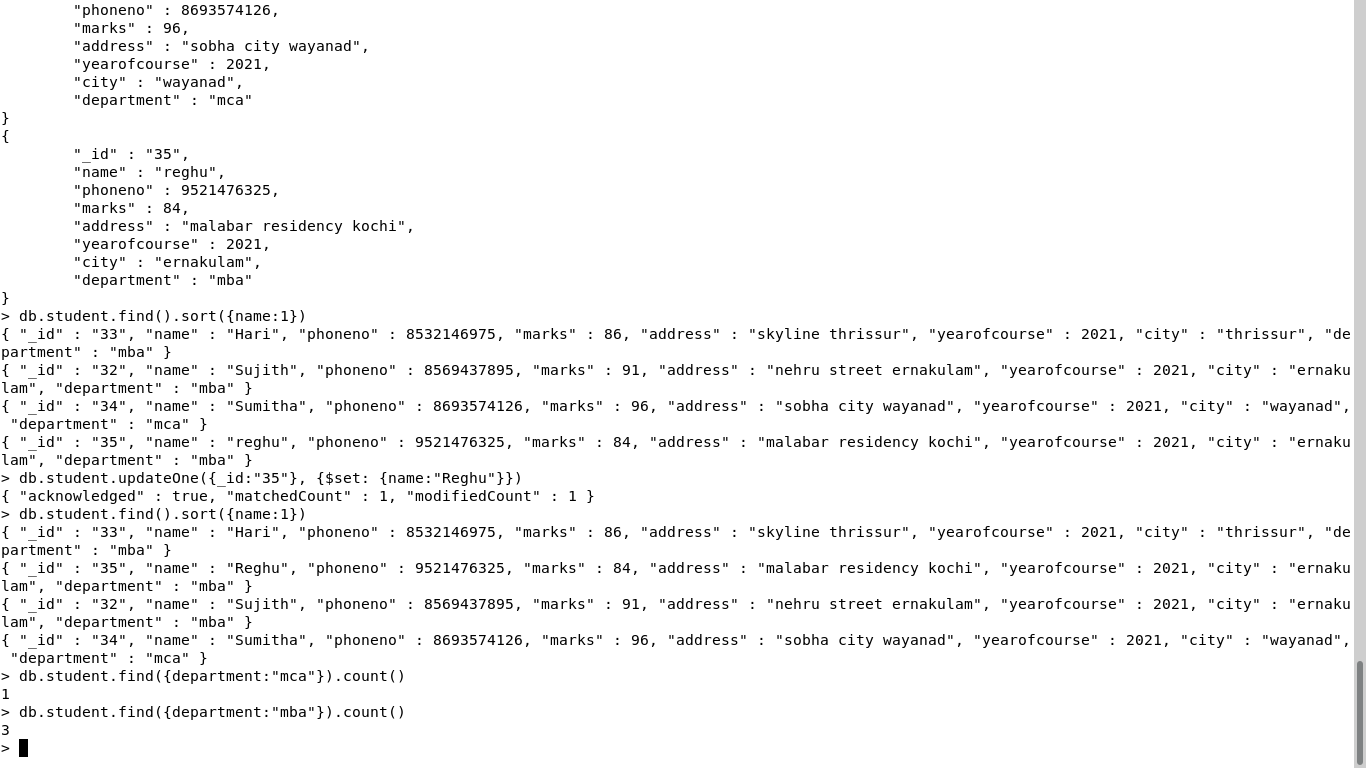 "phoneno" : 8693574126,
        "marks" : 96,
        "address" : "sobha city wayanad",
        "yearofcourse" : 2021,
        "city" : "wayanad",
        "department" : "mca"
}
{
        "_id" : "35",
        "name" : "reghu",
        "phoneno" : 9521476325,
        "marks" : 84,
        "address" : "malabar residency kochi",
        "yearofcourse" : 2021,
        "city" : "ernakulam",
        "department" : "mba"
}
> db.student.find().sort({name:1})
{ "_id" : "33", "name" : "Hari", "phoneno" : 8532146975, "marks" : 86, "address" : "skyline thrissur", "yearofcourse" : 2021, "city" : "thrissur", "de
partment" : "mba" }
{ "_id" : "32", "name" : "Sujith", "phoneno" : 8569437895, "marks" : 91, "address" : "nehru street ernakulam", "yearofcourse" : 2021, "city" : "ernaku
lam", "department" : "mba" }
{ "_id" : "34", "name" : "Sumitha", "phoneno" : 8693574126, "marks" : 96, "address" : "sobha city wayanad", "yearofcourse" : 2021, "city" : "wayanad",
 "department" : "mca" }
{ "_id" : "35", "name" : "reghu", "phoneno" : 9521476325, "marks" : 84, "address" : "malabar residency kochi", "yearofcourse" : 2021, "city" : "ernaku
lam", "department" : "mba" }
> db.student.updateOne({_id:"35"}, {$set: {name:"Reghu"}})
{ "acknowledged" : true, "matchedCount" : 1, "modifiedCount" : 1 }
> db.student.find().sort({name:1})
{ "_id" : "33", "name" : "Hari", "phoneno" : 8532146975, "marks" : 86, "address" : "skyline thrissur", "yearofcourse" : 2021, "city" : "thrissur", "de
partment" : "mba" }
{ "_id" : "35", "name" : "Reghu", "phoneno" : 9521476325, "marks" : 84, "address" : "malabar residency kochi", "yearofcourse" : 2021, "city" : "ernaku
lam", "department" : "mba" }
{ "_id" : "32", "name" : "Sujith", "phoneno" : 8569437895, "marks" : 91, "address" : "nehru street ernakulam", "yearofcourse" : 2021, "city" : "ernaku
lam", "department" : "mba" }
{ "_id" : "34", "name" : "Sumitha", "phoneno" : 8693574126, "marks" : 96, "address" : "sobha city wayanad", "yearofcourse" : 2021, "city" : "wayanad",
 "department" : "mca" }
> db.student.find({department:"mca"}).count()
1
> db.student.find({department:"mba"}).count()
3
>